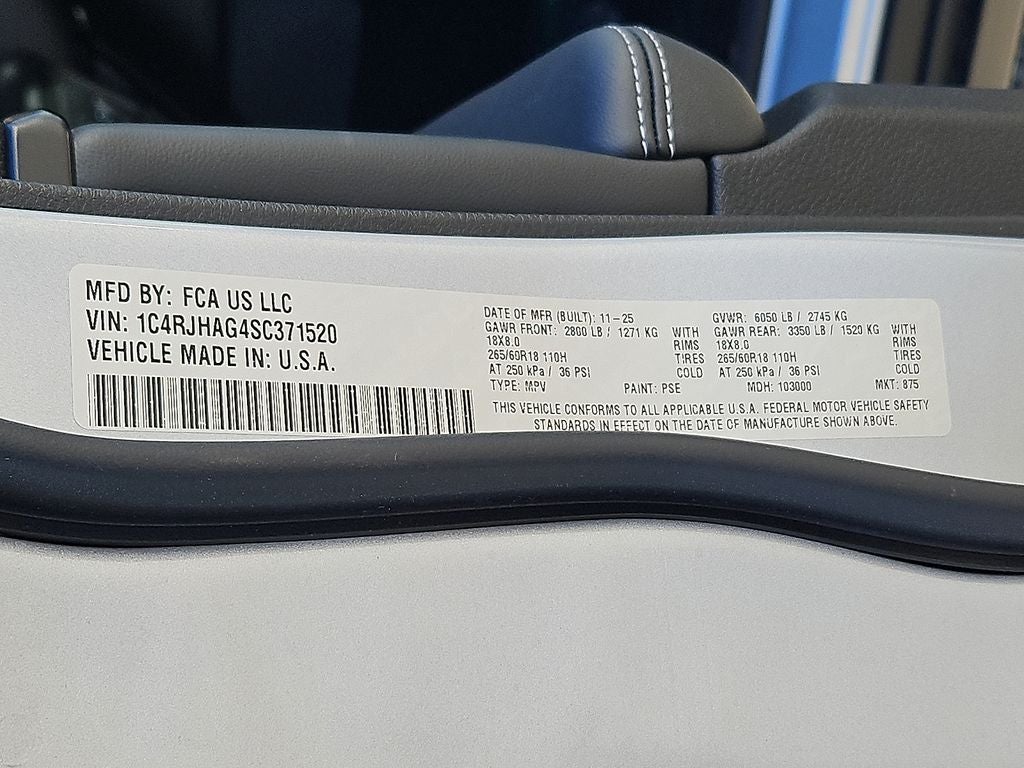 MFD BY: FCA US LLC
VIN: 1C4RJHAG4SC371520
VEHICLE MADE IN: U.S.A.
DATE OF MFR (BUILT): 11-25
GAWR FRONT: 2800 LB / 1271 KG WITH
18X8.0 RIMS
265/60R18 110H TIRES
AT 250 kPa / 36 PSI COLD
GVWR: 6050 LB / 2745 KG
GAWR REAR: 3350 LB / 1520 KG WITH
18X8.0 RIMS
265/60R18 110H TIRES
AT 250 kPa / 36 PSI COLD
TYPE: MPV PAINT: PSE MDH: 103000 MKT: 875
THIS VEHICLE CONFORMS TO ALL APPLICABLE U.S.A. FEDERAL MOTOR VEHICLE SAFETY
STANDARDS IN EFFECT ON THE DATE OF MANUFACTURE SHOWN ABOVE.